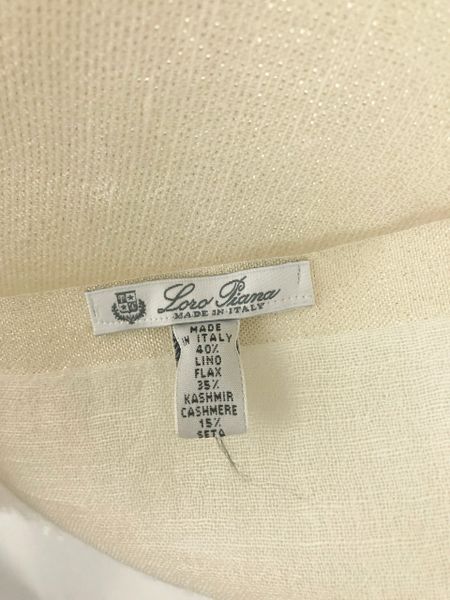 Loro Piana
MADE IN ITALY
MADE
IN ITALY
40%
LINO
FLAX
35%
KASHMIR
CASHMERE
15%
SETA